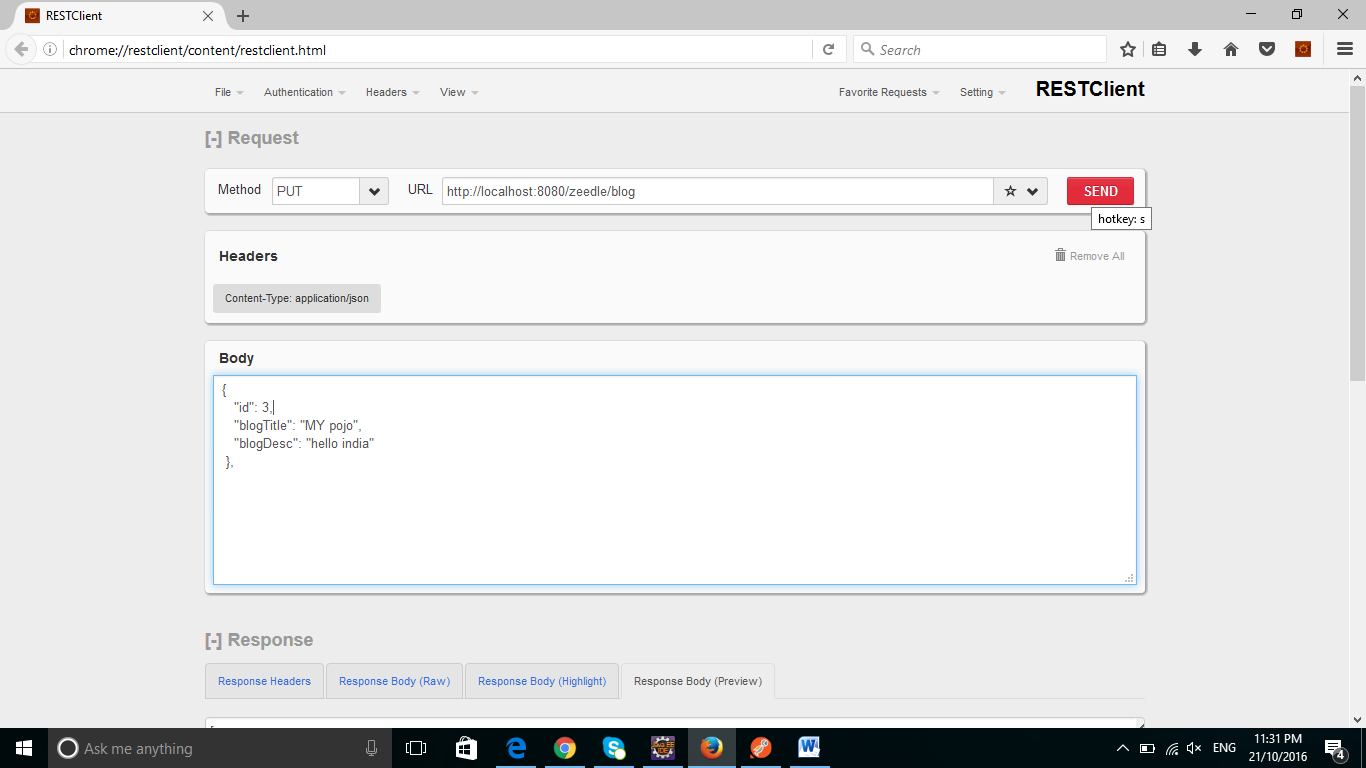 RESTClient
chrome://restclient/content/restclient.html
Search
File Authentication Headers View Favorite Requests Setting RESTClient
[-] Request
Method PUT URL http://localhost:8080/zeedle/blog SEND
hotkey: s
Headers Remove All
Content-Type: application/json
Body
{
"id": 3,
"blogTitle": "MY pojo",
"blogDesc": "hello india"
},
[-] Response
Response Headers Response Body (Raw) Response Body (Highlight) Response Body (Preview)
Ask me anything ENG 11:31 PM
21/10/2016 4